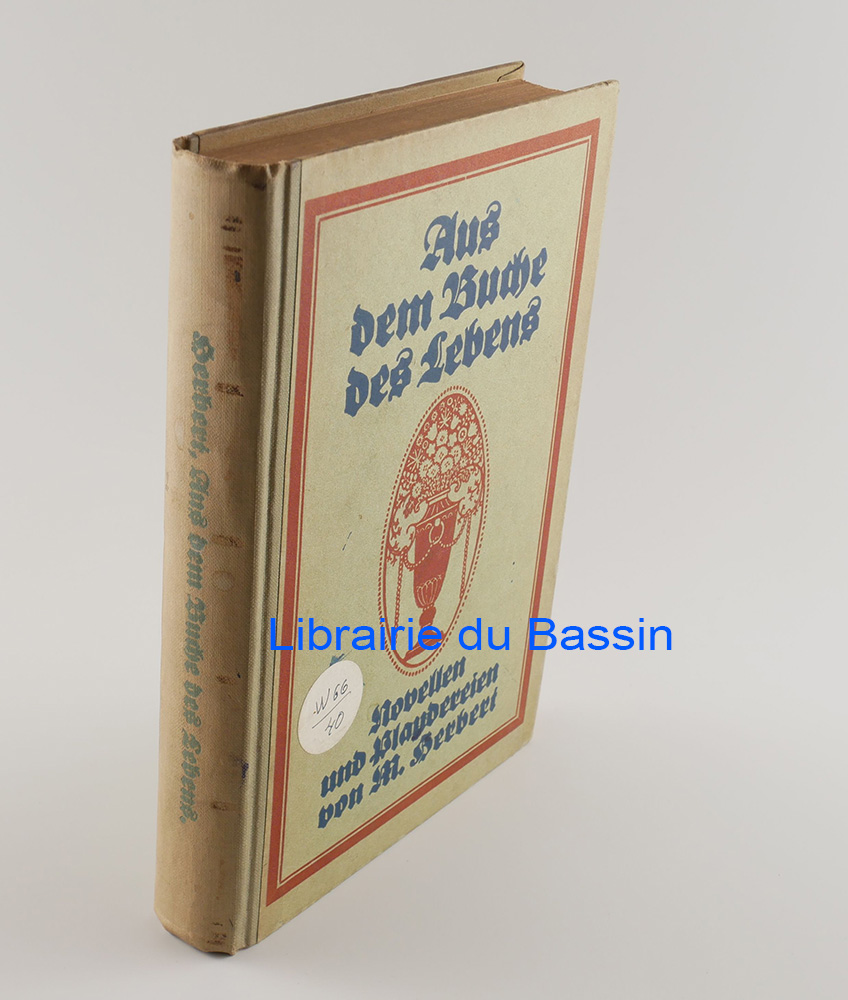 Aus
dem Buche
des Lebens
Librairie du Bassin
Novellen
und Plaudereien
von M. Herbert
W 66
40
Herbert, Aus dem Buche des Lebens.